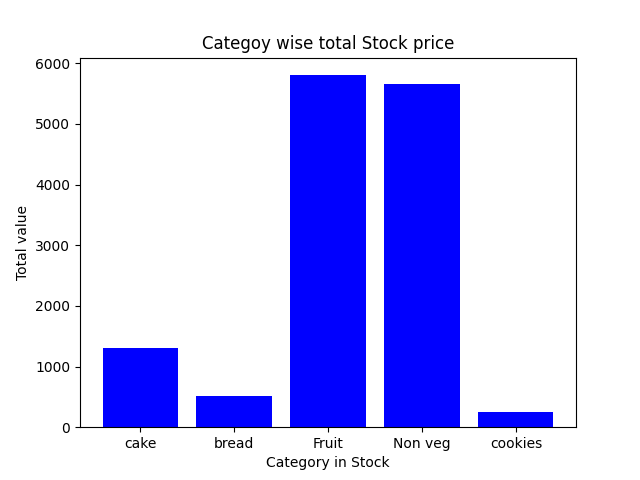 Categoy wise total Stock price
6000
5000
4000
3000
2000
1000
0
Total value
cake bread Fruit Non veg cookies
Category in Stock